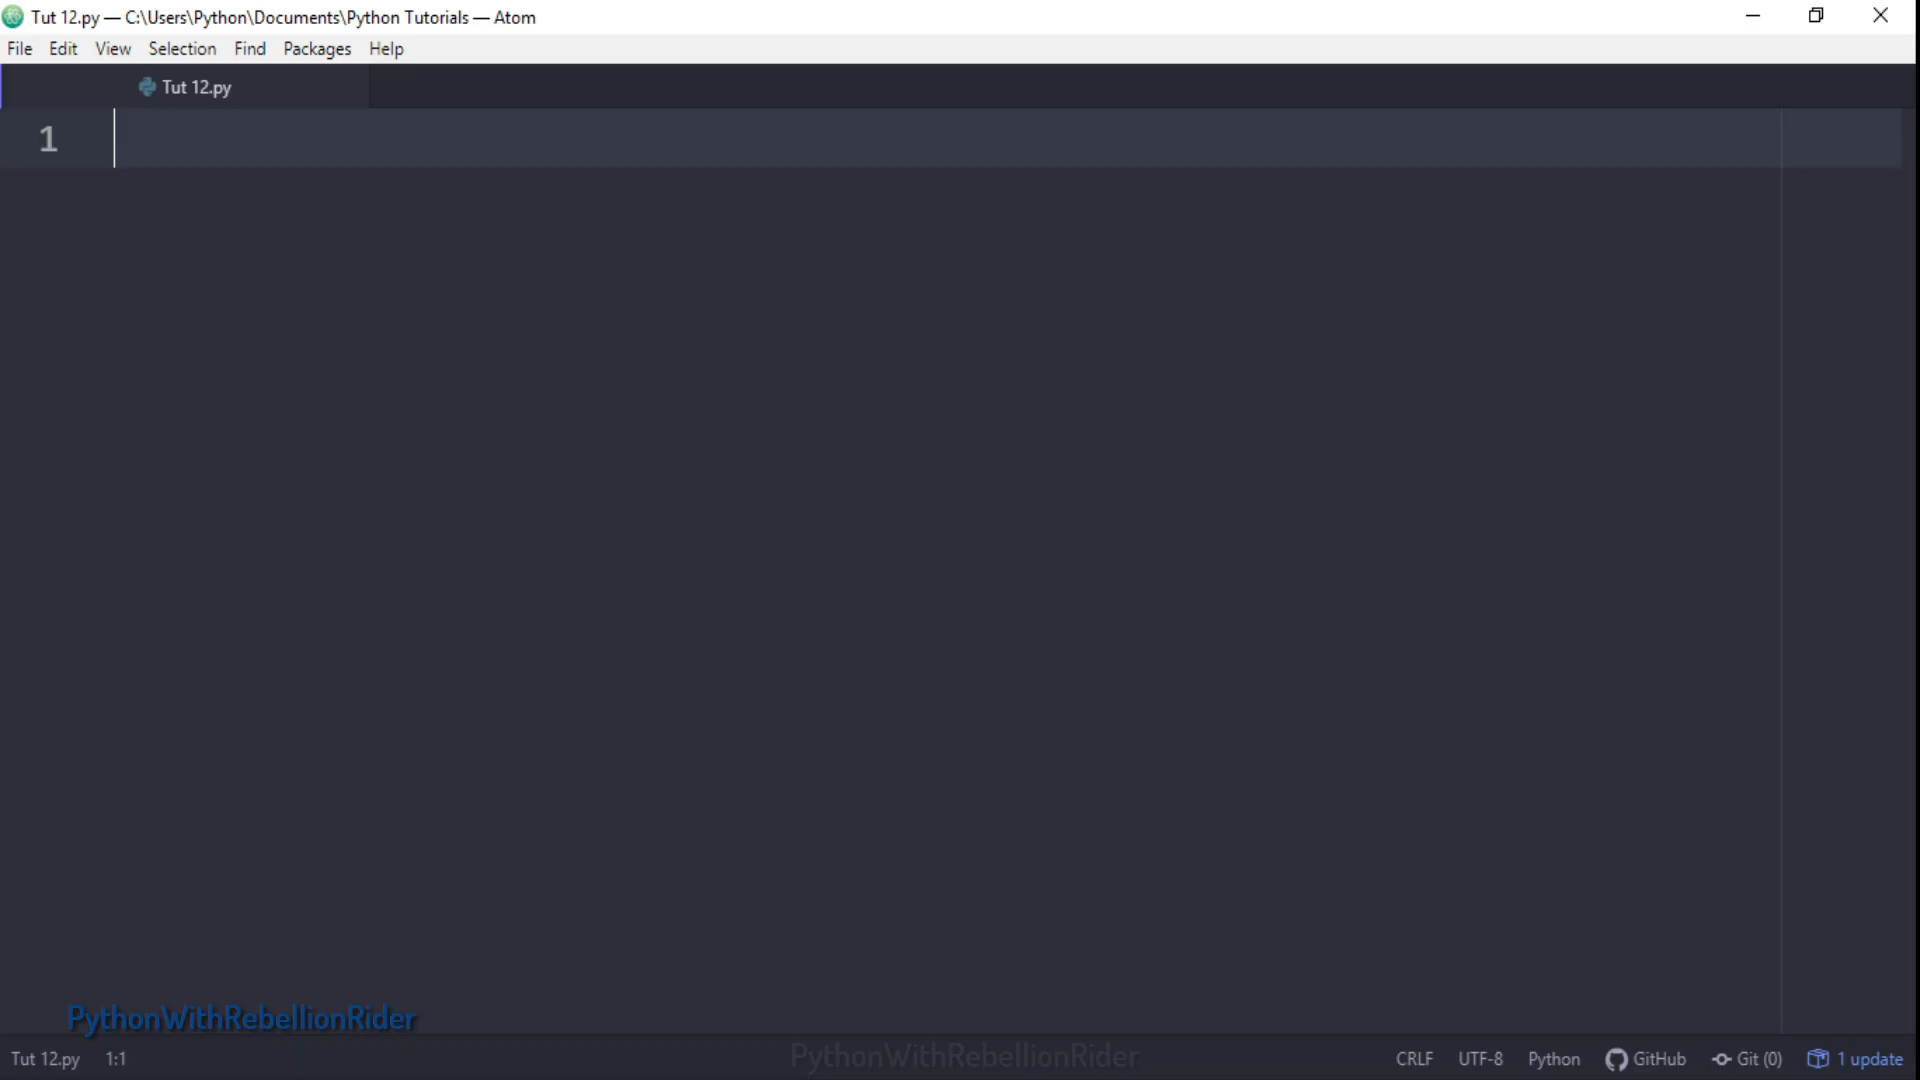 Tut 12.py — C:\Users\Python\Documents\Python Tutorials — Atom
File Edit View Selection Find Packages Help
Tut 12.py
1
PythonWithRebellionRider
Tut 12.py 1:1 PythonWithRebellionRider CRLF UTF-8 Python GitHub Git (0) 1 update